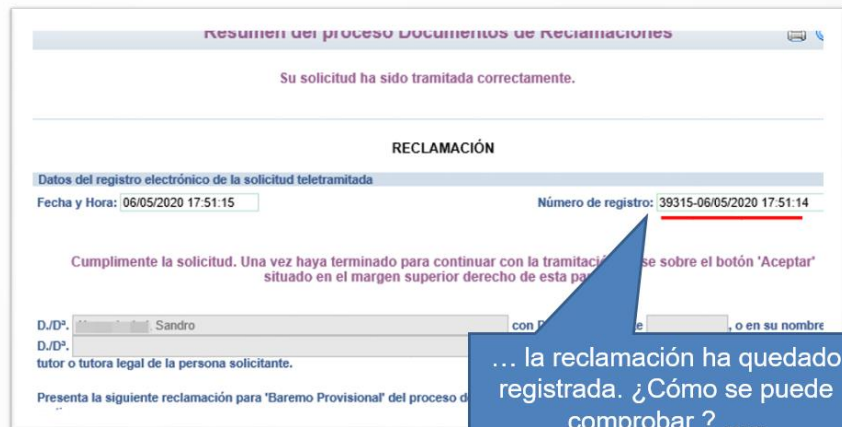 Resumen del proceso Documentos de Reclamaciones
Su solicitud ha sido tramitada correctamente.
RECLAMACIÓN
Datos del registro electrónico de la solicitud teletramitada
Fecha y Hora: 06/05/2020 17:51:15 Número de registro: 39315-06/05/2020 17:51:14
Cumplimente la solicitud. Una vez haya terminado para continuar con la se sobre el botón 'Aceptar'
situado en el margen superior derecho de esta
D./Dª. Sandro con , o en su nombre
D./Dª.
tutor o tutora legal de la persona solicitante.
Presenta la siguiente reclamación para 'Baremo Provisional' del proceso
… la reclamación ha quedado
registrada. ¿Cómo se puede
comprobar ?